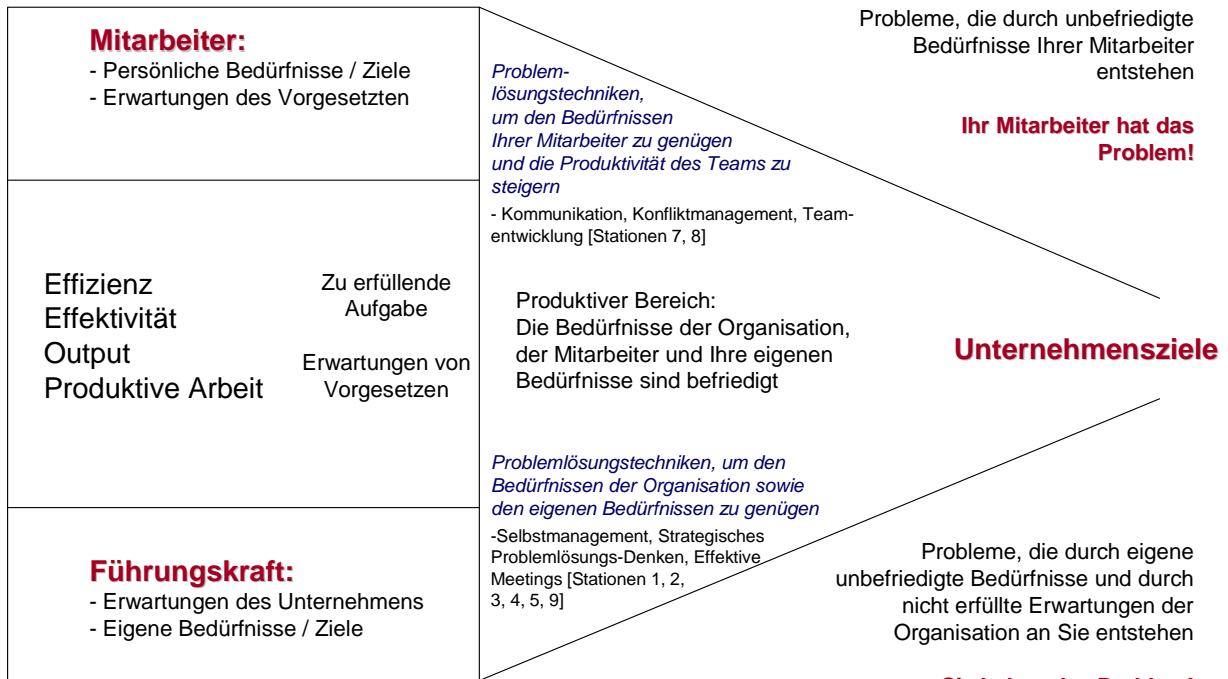 Mitarbeiter:
- Persönliche Bedürfnisse / Ziele
- Erwartungen des Vorgesetzten
Problem-
lösungstechniken,
um den Bedürfnissen
Ihrer Mitarbeiter zu genügen
und die Produktivität des Teams zu
steigern
- Kommunikation, Konfliktmanagement, Team-
entwicklung [Stationen 7, 8]
Probleme, die durch unbefriedigte
Bedürfnisse Ihrer Mitarbeiter
entstehen
Ihr Mitarbeiter hat das
Problem!
Effizienz
Effektivität
Output
Produktive Arbeit
Zu erfüllende
Aufgabe
Erwartungen von
Vorgesetzen
Produktiver Bereich:
Die Bedürfnisse der Organisation,
der Mitarbeiter und Ihre eigenen
Bedürfnisse sind befriedigt
Unternehmensziele
Führungskraft:
- Erwartungen des Unternehmens
- Eigene Bedürfnisse / Ziele
Problemlösungstechniken, um den
Bedürfnissen der Organisation sowie
den eigenen Bedürfnissen zu genügen
-Selbstmanagement, Strategisches
Problemlösungs-Denken, Effektive
Meetings [Stationen 1, 2,
3, 4, 5, 9]
Probleme, die durch eigene
unbefriedigte Bedürfnisse und durch
nicht erfüllte Erwartungen der
Organisation an Sie entstehen